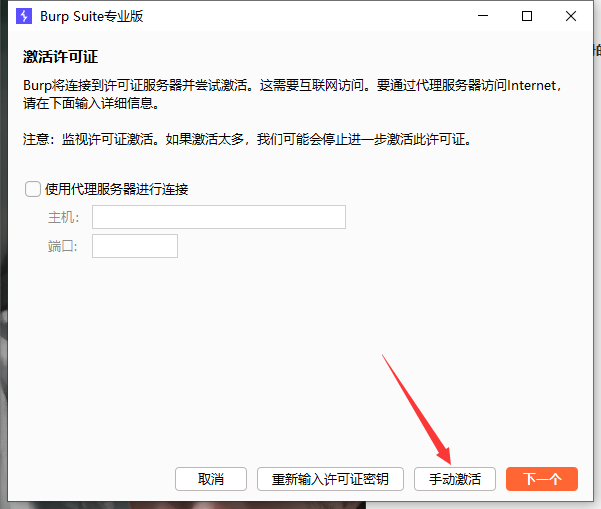 Burp Suite专业版
激活许可证
Burp将连接到许可证服务器并尝试激活。这需要互联网访问。要通过代理服务器访问Internet，
请在下面输入详细信息。
注意：监视许可证激活。如果激活太多，我们可能会停止进一步激活此许可证。
使用代理服务器进行连接
主机：
端口：
取消 重新输入许可证密钥 手动激活 下一个